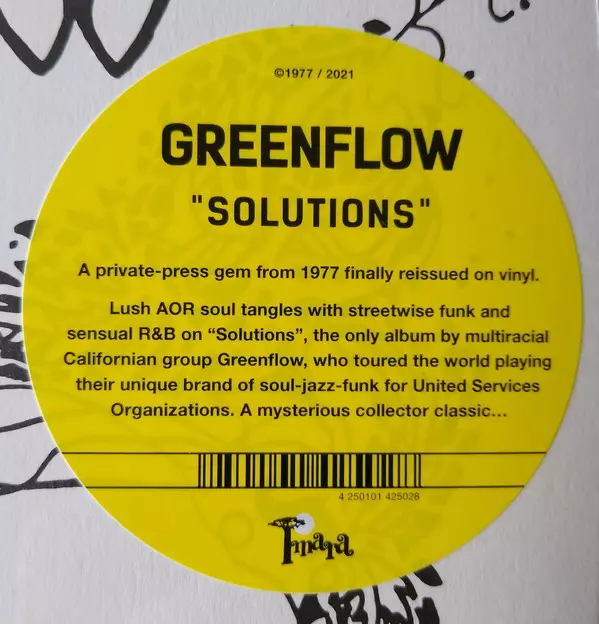 ©1977 / 2021
GREENFLOW
"SOLUTIONS"
A private-press gem from 1977 finally reissued on vinyl.
Lush AOR soul tangles with streetwise funk and
sensual R&B on “Solutions”, the only album by multiracial
Californian group Greenflow, who toured the world playing
their unique brand of soul-jazz-funk for United Services
Organizations. A mysterious collector classic...
4 250101 425028